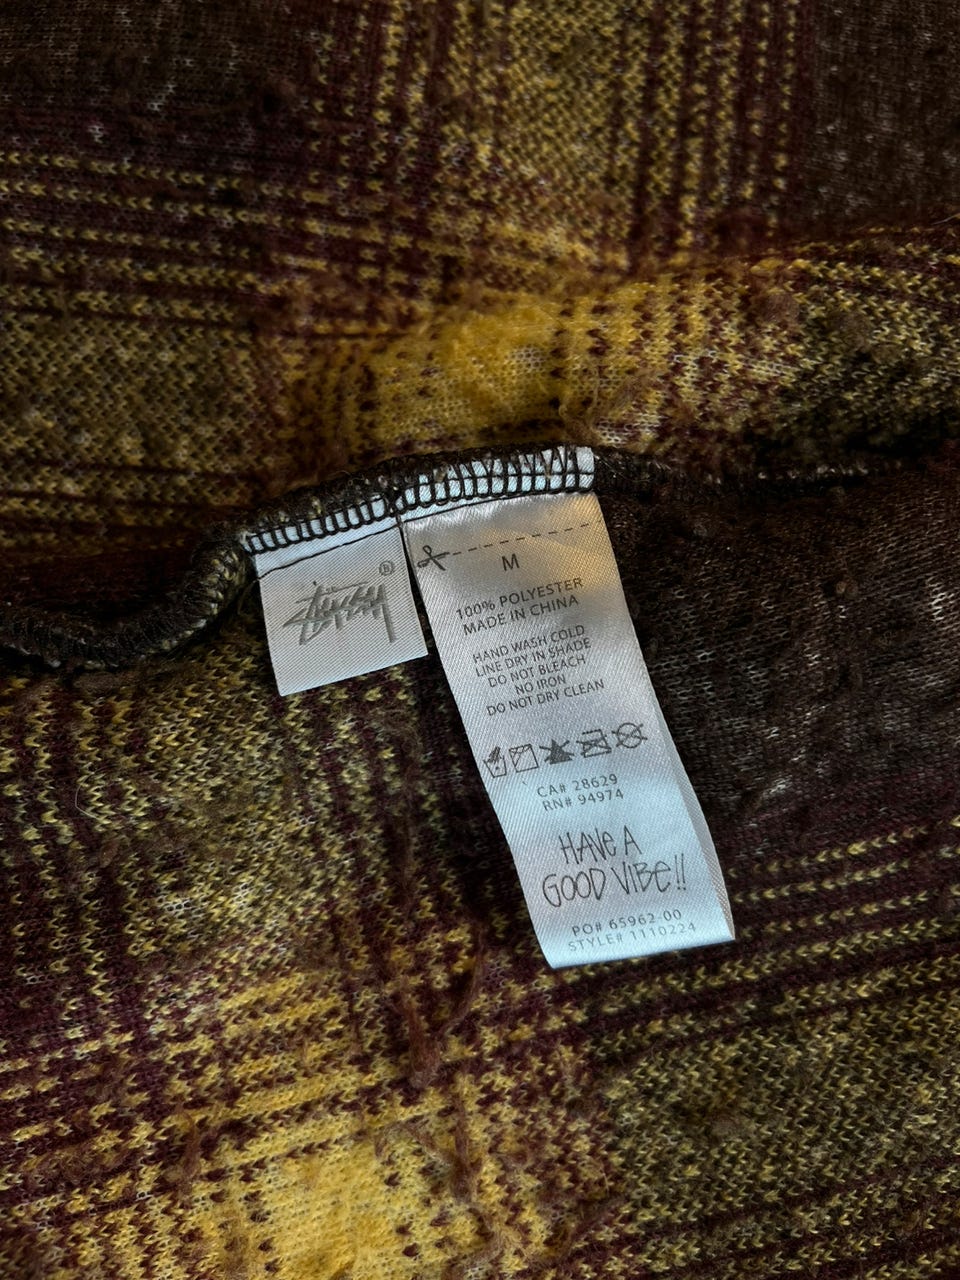 Stüssy ®
M
100% POLYESTER
MADE IN CHINA
HAND WASH COLD
LINE DRY IN SHADE
DO NOT BLEACH
NO IRON
DO NOT DRY CLEAN
CA# 28629
RN# 94974
HAVE A
GOOD VIBE!!
PO# 65962.00
STYLE# 1110224